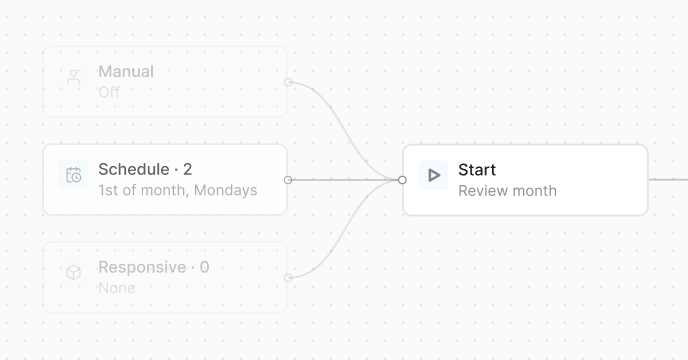 Manual
Off
Schedule · 2
1st of month, Mondays
Start
Review month
Responsive · 0
None